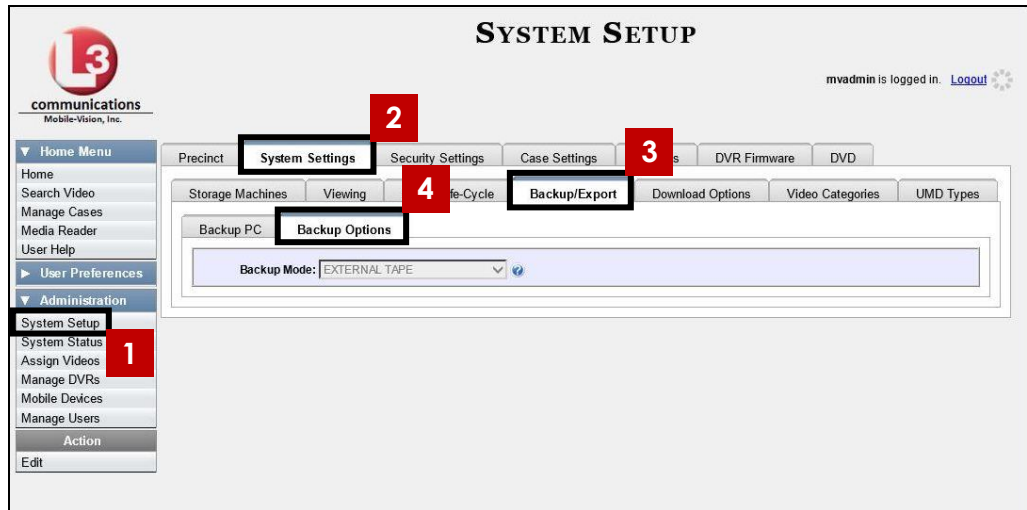 SYSTEM SETUP
L3
communications
Mobile-Vision, Inc.
mvadmin is logged in. Logout
2
Home Menu
Home
Search Video
Manage Cases
Media Reader
User Help
User Preferences
Administration
System Setup
System Status
Assign Videos
Manage DVRs
Mobile Devices
Manage Users
Action
Edit
1
Precinct System Settings Security Settings Case Settings 3 s DVR Firmware DVD
Storage Machines Viewing 4 fe-Cycle Backup/Export Download Options Video Categories UMD Types
Backup PC Backup Options
Backup Mode: EXTERNAL TAPE